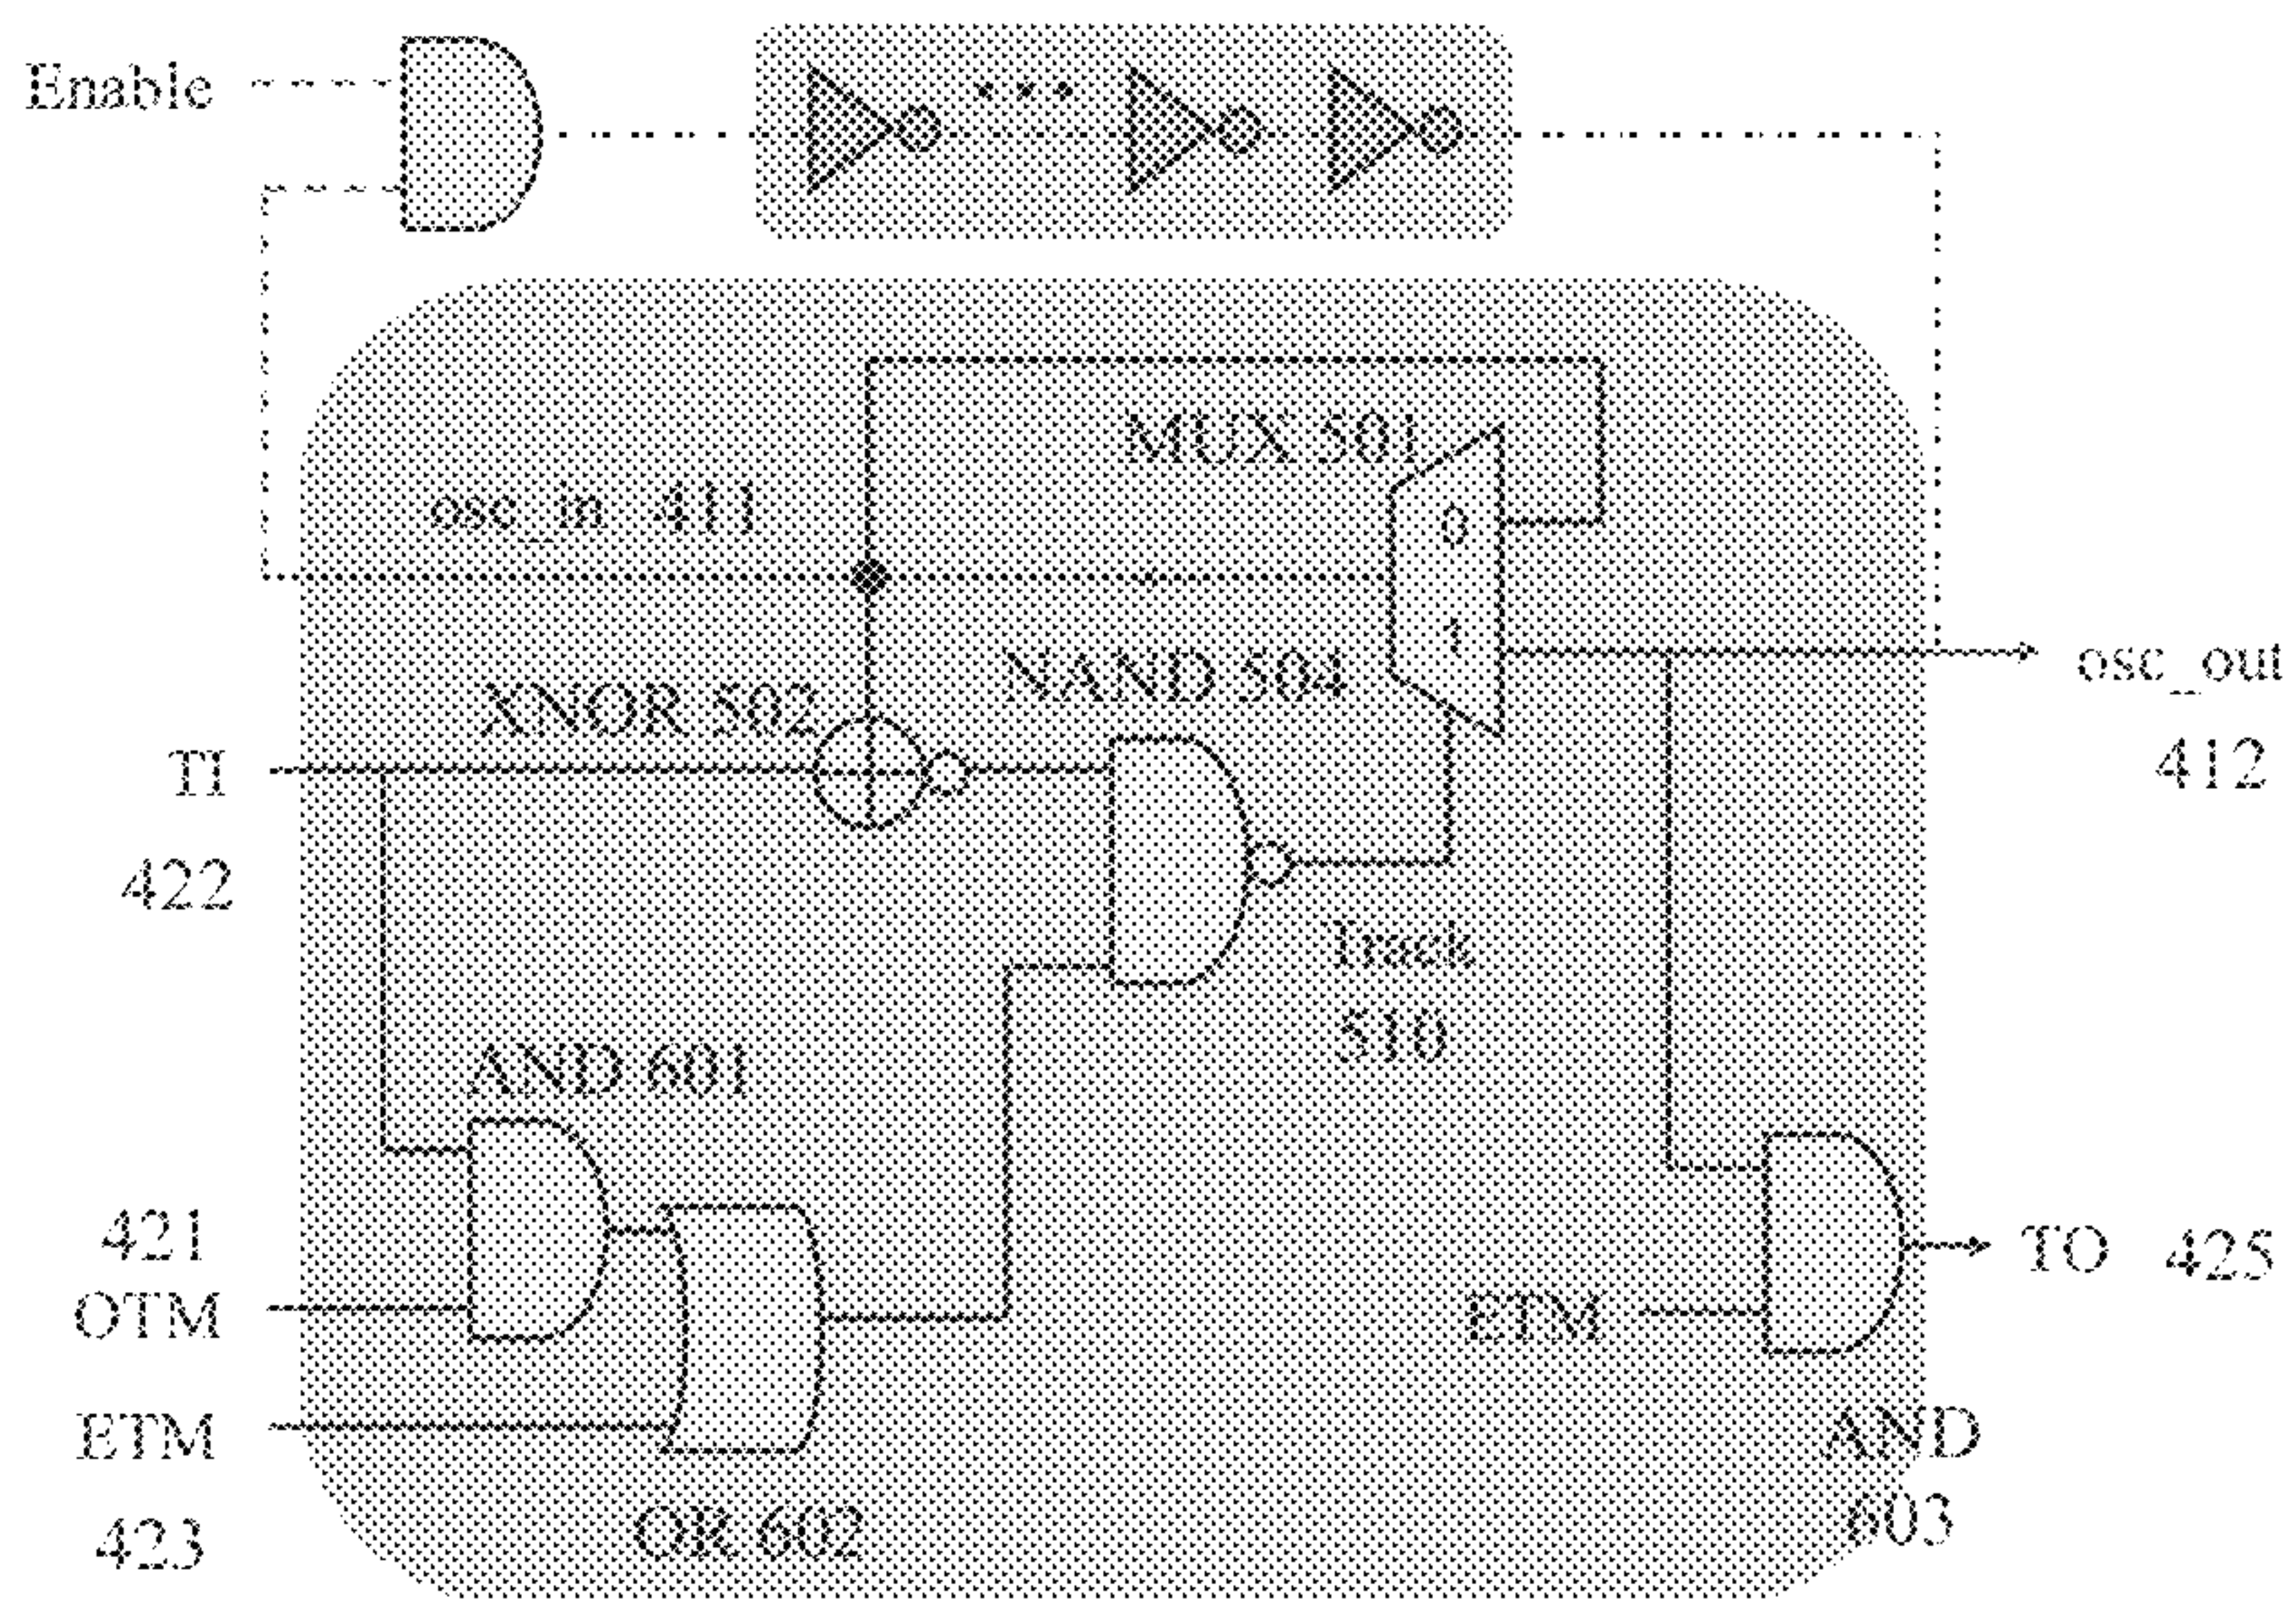 Enable
MUX 501
osc_in 411
0
1
NAND 504
osc_out
412
XNOR 502
TI
422
Track
510
AND 601
421
OTM
TO 425
ETM
ETM
423
AND
603
OR 602